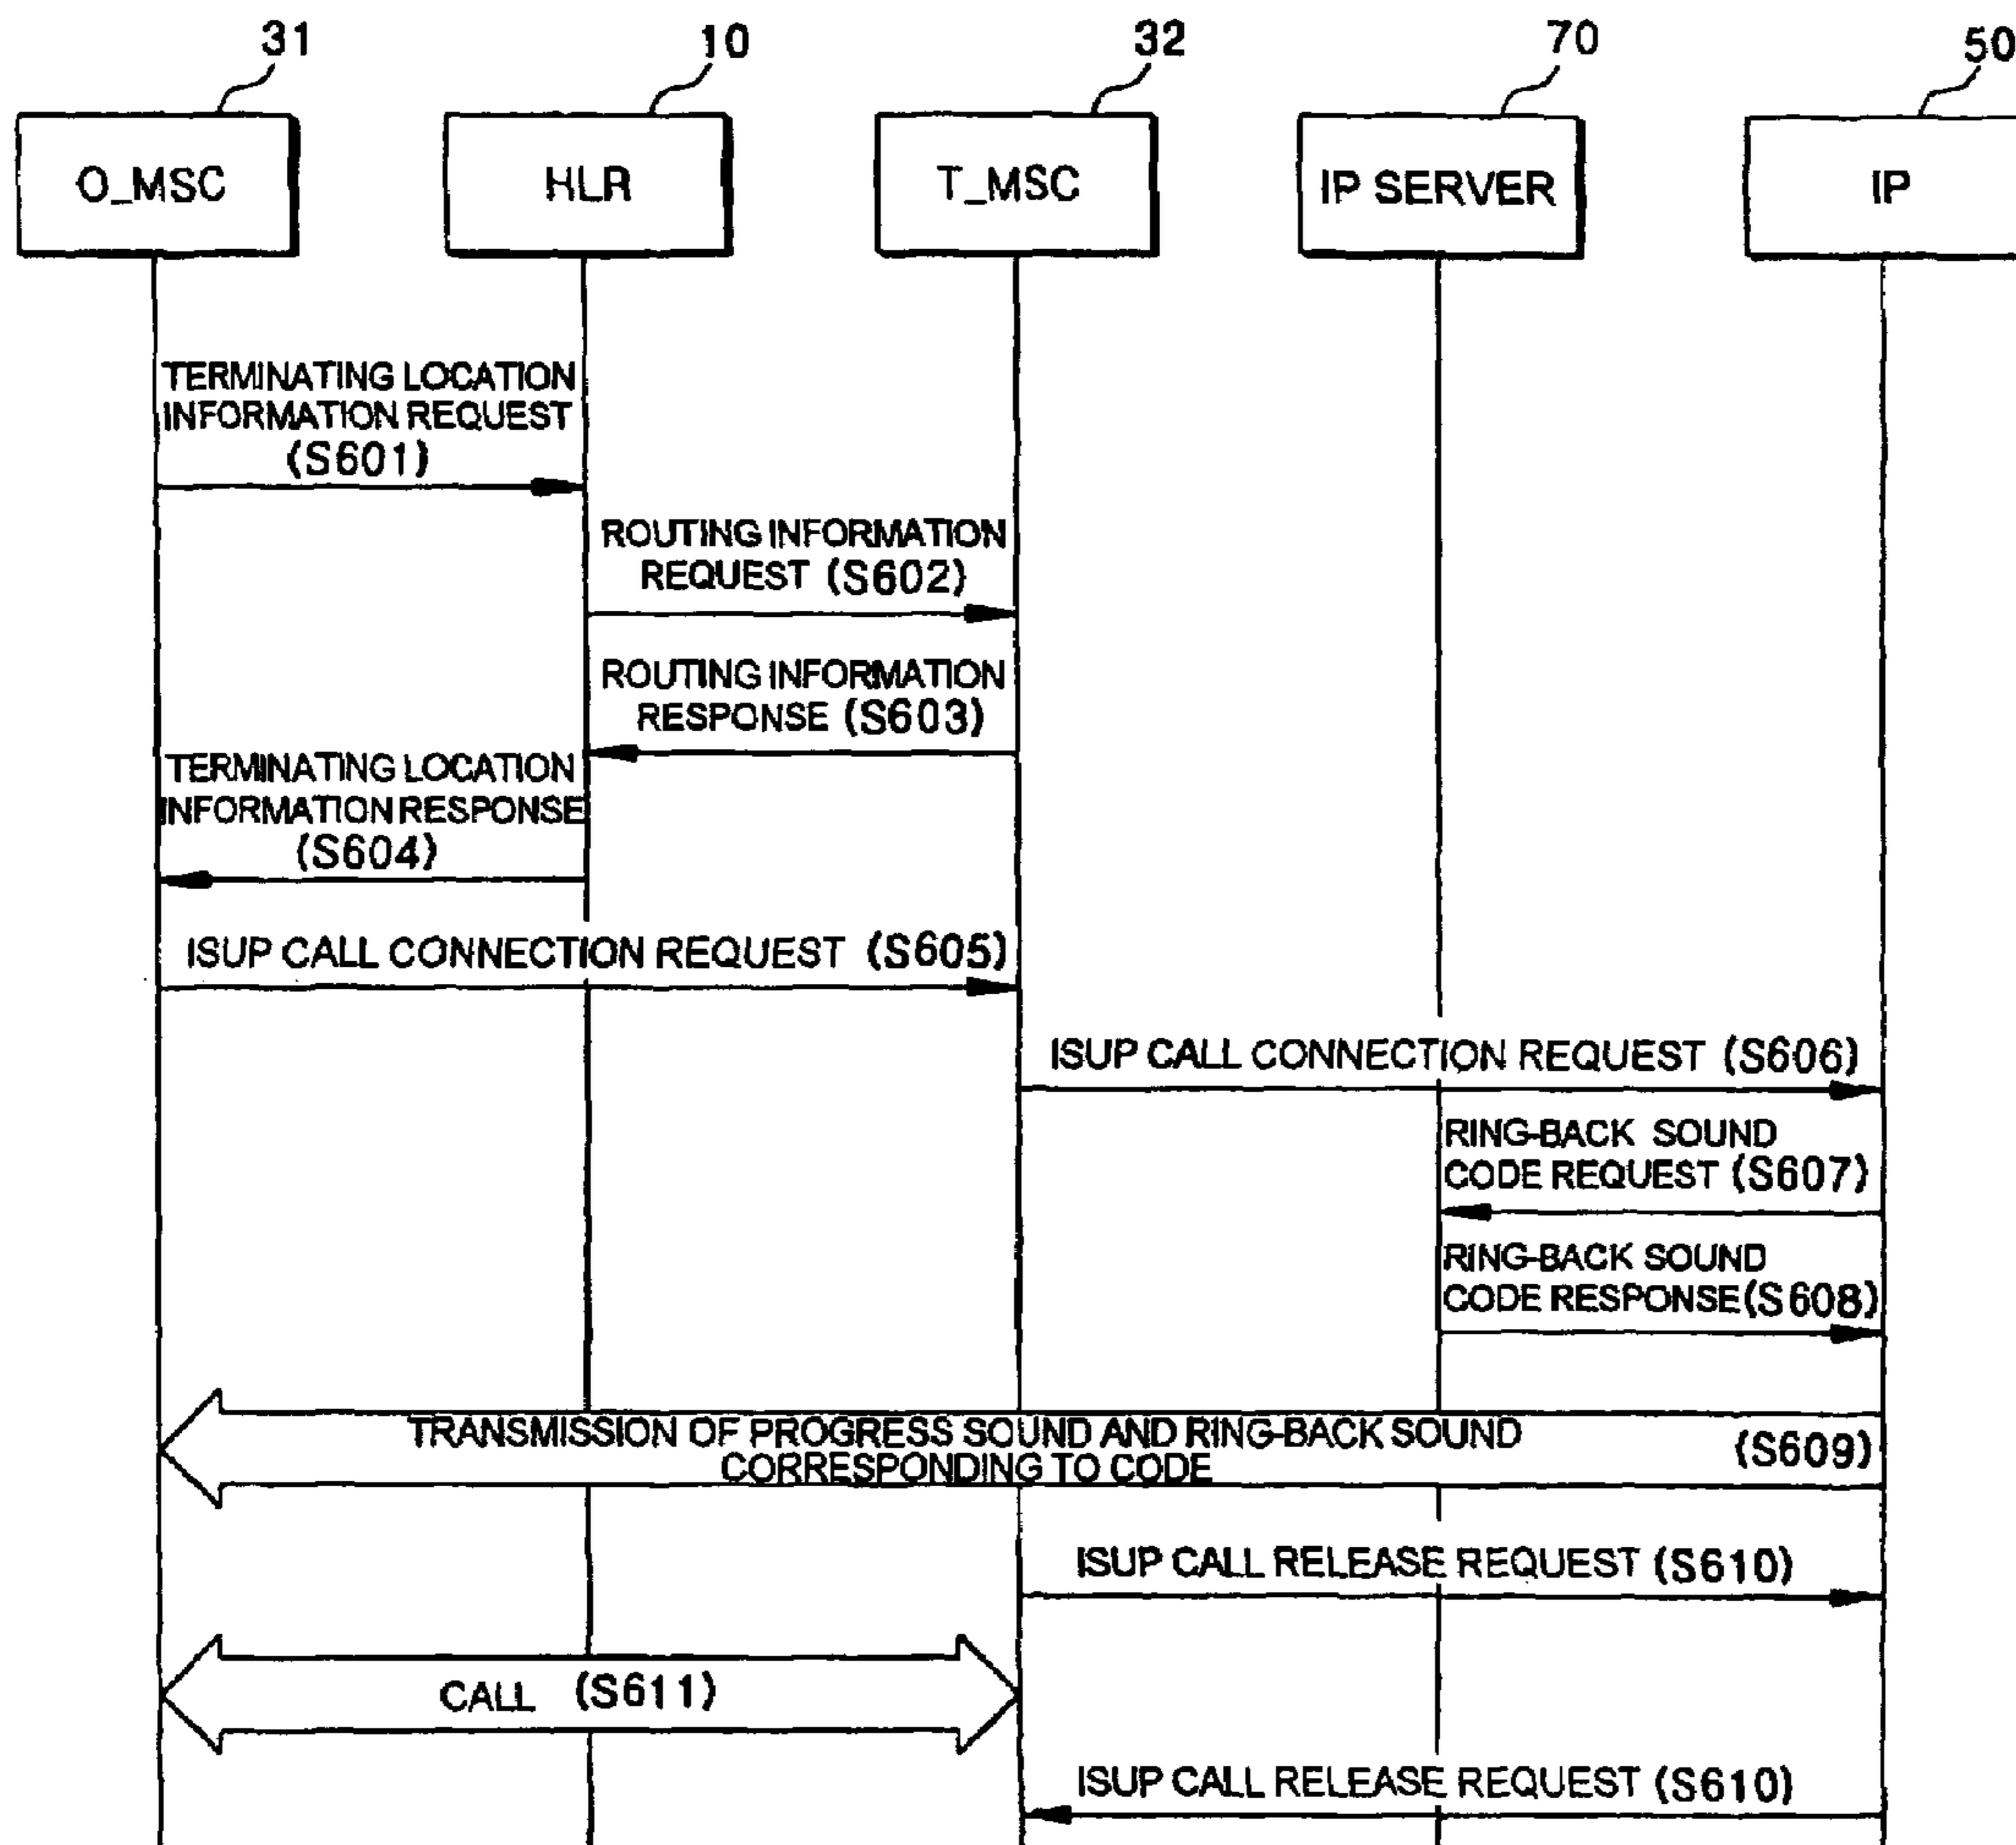 31
10
32
70
50
O_MSC
HLR
T_MSC
IP SERVER
IP
TERMINATING LOCATION
INFORMATION REQUEST
(S601)
ROUTING INFORMATION
REQUEST (S602)
ROUTING INFORMATION
RESPONSE (S603)
TERMINATING LOCATION
INFORMATION RESPONSE
(S604)
ISUP CALL CONNECTION REQUEST (S605)
ISUP CALL CONNECTION REQUEST (S606)
RING-BACK SOUND
CODE REQUEST (S607)
RING-BACK SOUND
CODE RESPONSE(S608)
TRANSMISSION OF PROGRESS SOUND AND RING-BACK SOUND
CORRESPONDING TO CODE
(S609)
ISUP CALL RELEASE REQUEST (S610)
CALL (S611)
ISUP CALL RELEASE REQUEST (S610)